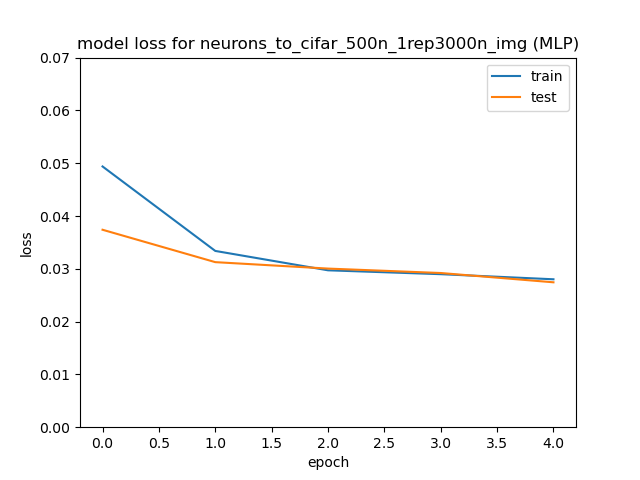 model loss for neurons_to_cifar_500n_1rep3000n_img (MLP)
train
test
loss
0.07
0.06
0.05
0.04
0.03
0.02
0.01
0.00
0.0 0.5 1.0 1.5 2.0 2.5 3.0 3.5 4.0
epoch